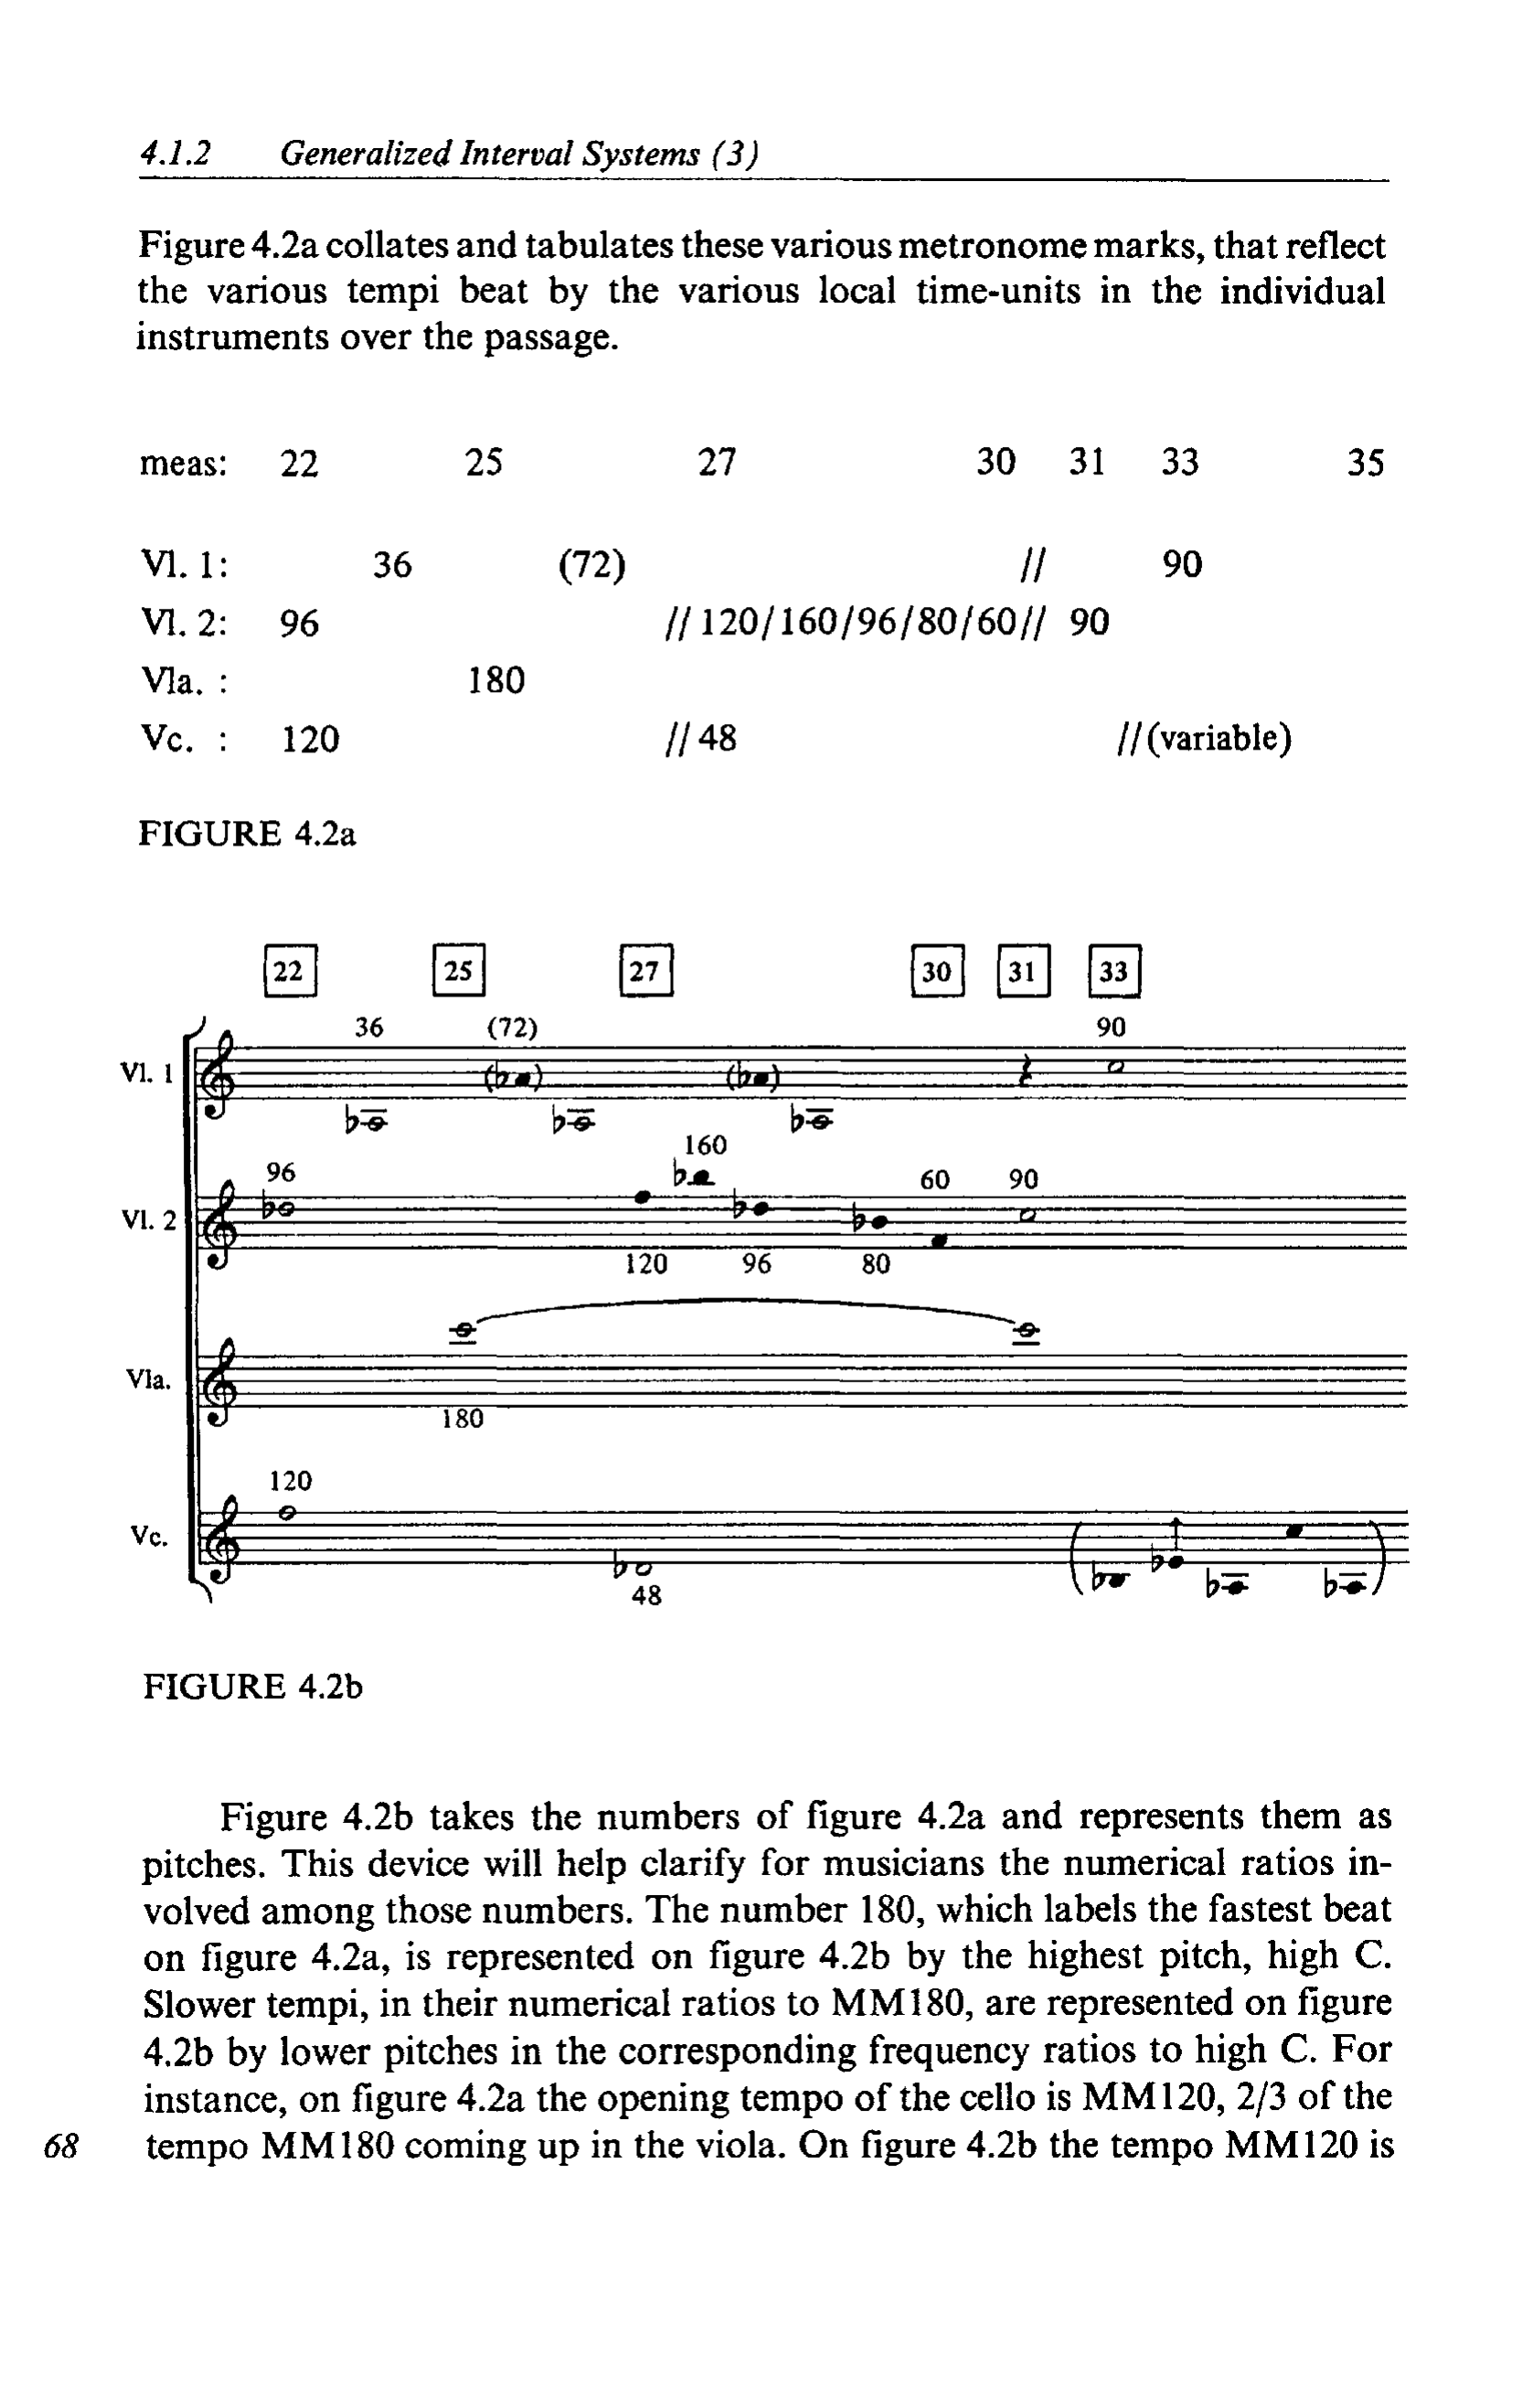 4.1.2 Generalized Interval Systems (3)
Figure 4.2a collates and tabulates these various metronome marks, that reflect
the various tempi beat by the various local time-units in the individual
instruments over the passage.
meas: 22 25 27 30 31 33 35
Vl. 1: 36 (72) // 90
Vl. 2: 96 // 120/160/96/80/60// 90
Vla. : 180
Vc. : 120 // 48 //(variable)
FIGURE 4.2a
22 25 27 30 31 33
36 (72) 90
Vl. 1
160
96 60 90
Vl. 2
120 96 80
Vla.
180
120
Vc.
48
FIGURE 4.2b
Figure 4.2b takes the numbers of figure 4.2a and represents them as
pitches. This device will help clarify for musicians the numerical ratios in-
volved among those numbers. The number 180, which labels the fastest beat
on figure 4.2a, is represented on figure 4.2b by the highest pitch, high C.
Slower tempi, in their numerical ratios to MM180, are represented on figure
4.2b by lower pitches in the corresponding frequency ratios to high C. For
instance, on figure 4.2a the opening tempo of the cello is MM120, 2/3 of the
68 tempo MM180 coming up in the viola. On figure 4.2b the tempo MM120 is